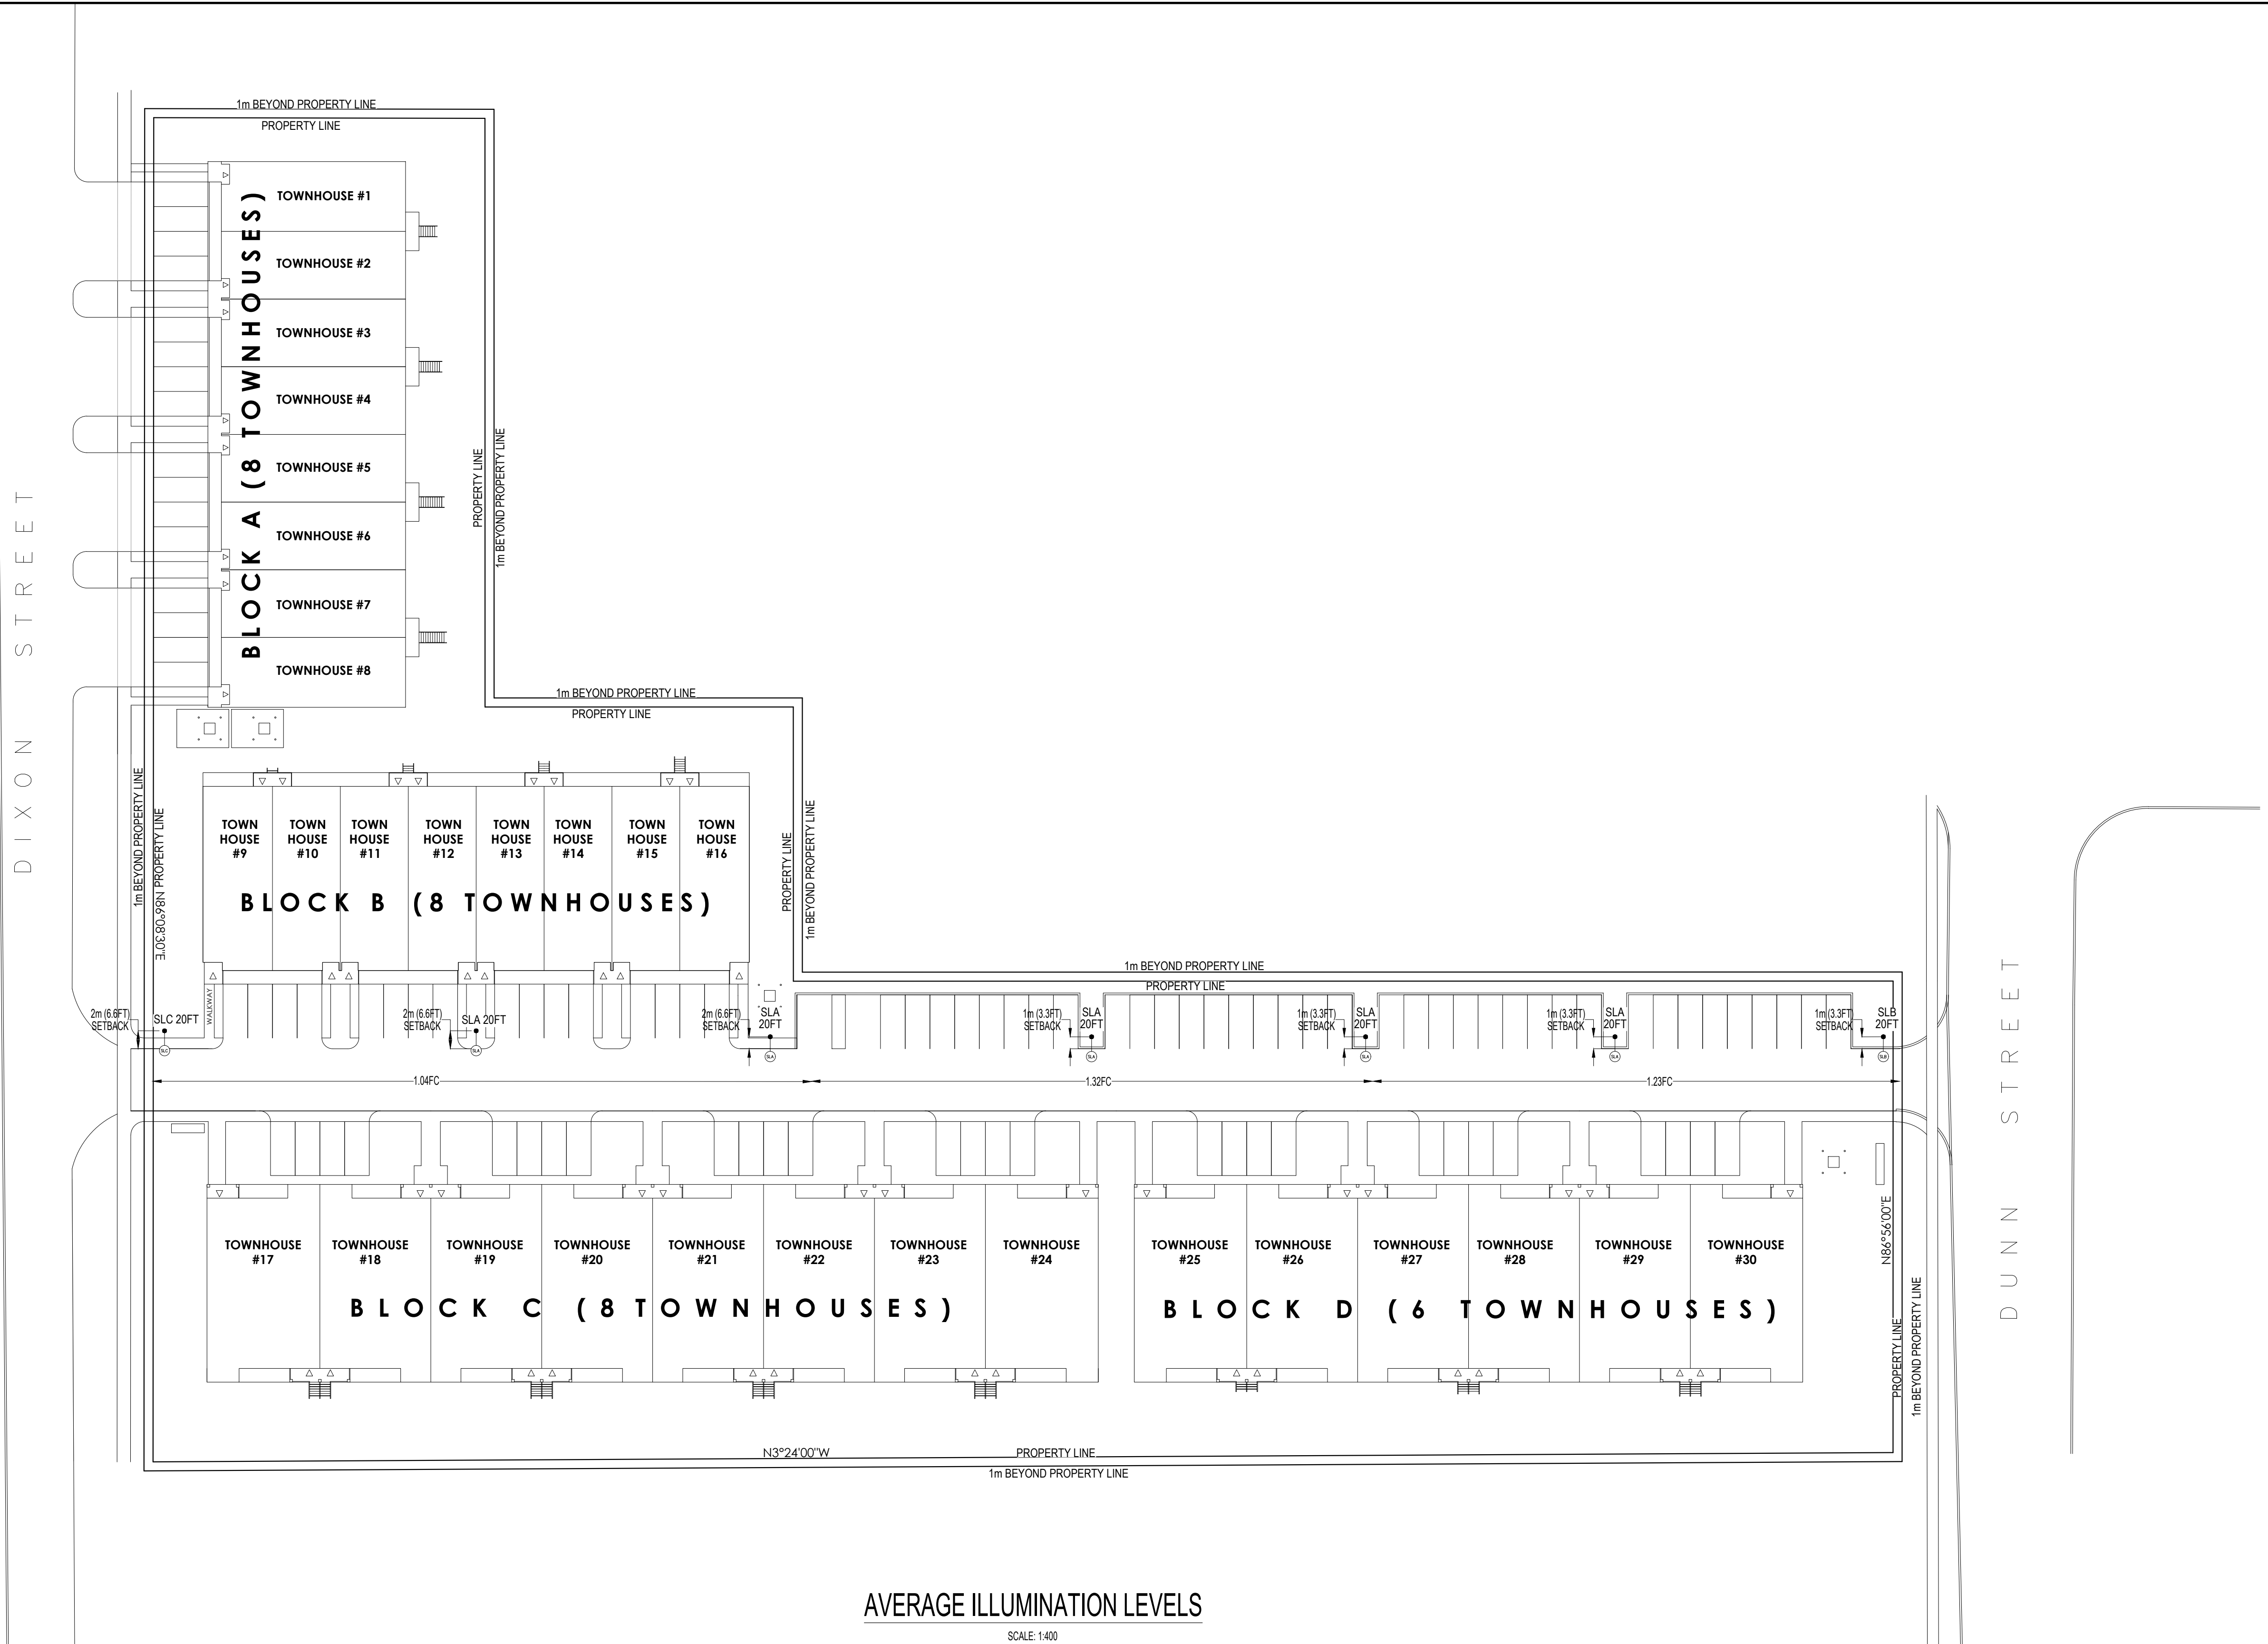 1m BEYOND PROPERTY LINE
PROPERTY LINE
TOWNHOUSE #1
TOWNHOUSE #2
TOWNHOUSE #3
TOWNHOUSE #4
TOWNHOUSE #5
TOWNHOUSE #6
TOWNHOUSE #7
TOWNHOUSE #8
BLOCK A (8 TOWNHOUSES)
PROPERTY LINE
1m BEYOND PROPERTY LINE
DIXON STREET
1m BEYOND PROPERTY LINE
PROPERTY LINE
1m BEYOND PROPERTY LINE
N86°08'30"E PROPERTY LINE
TOWN
HOUSE
#9
TOWN
HOUSE
#10
TOWN
HOUSE
#11
TOWN
HOUSE
#12
TOWN
HOUSE
#13
TOWN
HOUSE
#14
TOWN
HOUSE
#15
TOWN
HOUSE
#16
BLOCK B (8 TOWNHOUSES)
PROPERTY LINE
1m BEYOND PROPERTY LINE
1m BEYOND PROPERTY LINE
PROPERTY LINE
WALKWAY
2m (6.6FT)
SETBACK
SLC 20FT
SLC
2m (6.6FT)
SETBACK
SLA 20FT
SLA
2m (6.6FT)
SETBACK
SLA
20FT
SLA
1m (3.3FT)
SETBACK
SLA
20FT
SLA
1m (3.3FT)
SETBACK
SLA
20FT
SLA
1m (3.3FT)
SETBACK
SLA
20FT
SLA
1m (3.3FT)
SETBACK
SLB
20FT
SLB
1.04FC
1.32FC
1.23FC
DUNN STREET
TOWNHOUSE
#17
TOWNHOUSE
#18
TOWNHOUSE
#19
TOWNHOUSE
#20
TOWNHOUSE
#21
TOWNHOUSE
#22
TOWNHOUSE
#23
TOWNHOUSE
#24
BLOCK C (8 TOWNHOUSES)
TOWNHOUSE
#25
TOWNHOUSE
#26
TOWNHOUSE
#27
TOWNHOUSE
#28
TOWNHOUSE
#29
TOWNHOUSE
#30
BLOCK D (6 TOWNHOUSES)
N86°56'00"E
PROPERTY LINE
1m BEYOND PROPERTY LINE
N3°24'00"W
PROPERTY LINE
1m BEYOND PROPERTY LINE
AVERAGE ILLUMINATION LEVELS
SCALE: 1:400